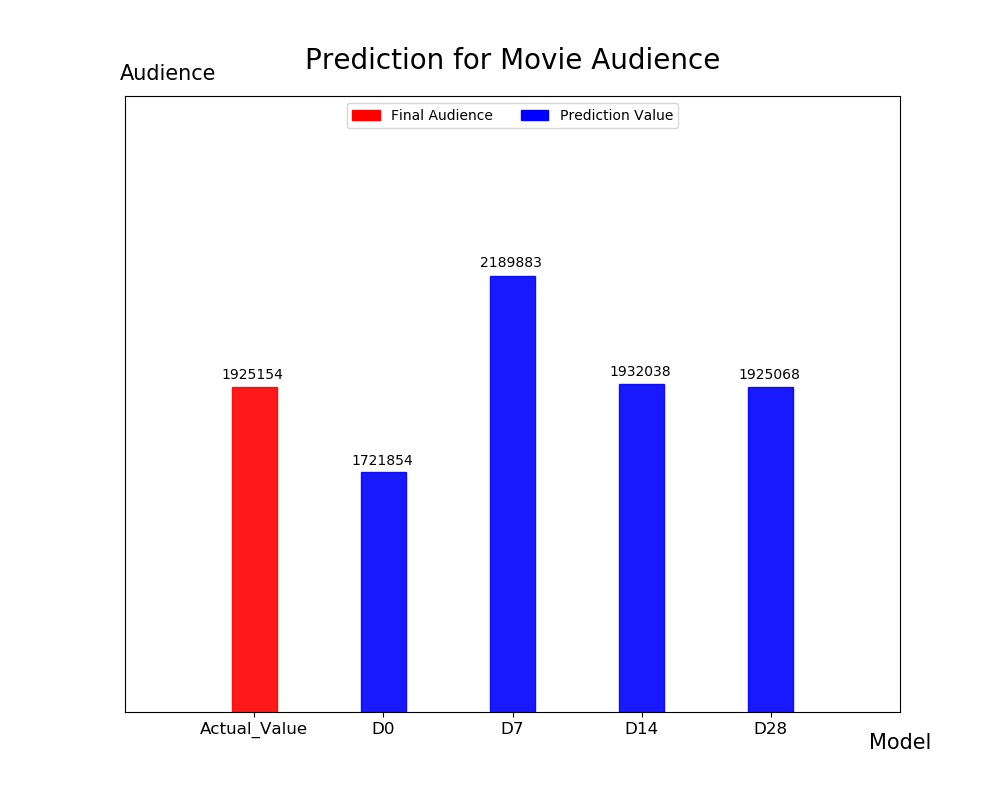 Prediction for Movie Audience
Audience
Final Audience
Prediction Value
2189883
1925154
1932038
1925068
1721854
Actual_Value
D0
D7
D14
D28
Model